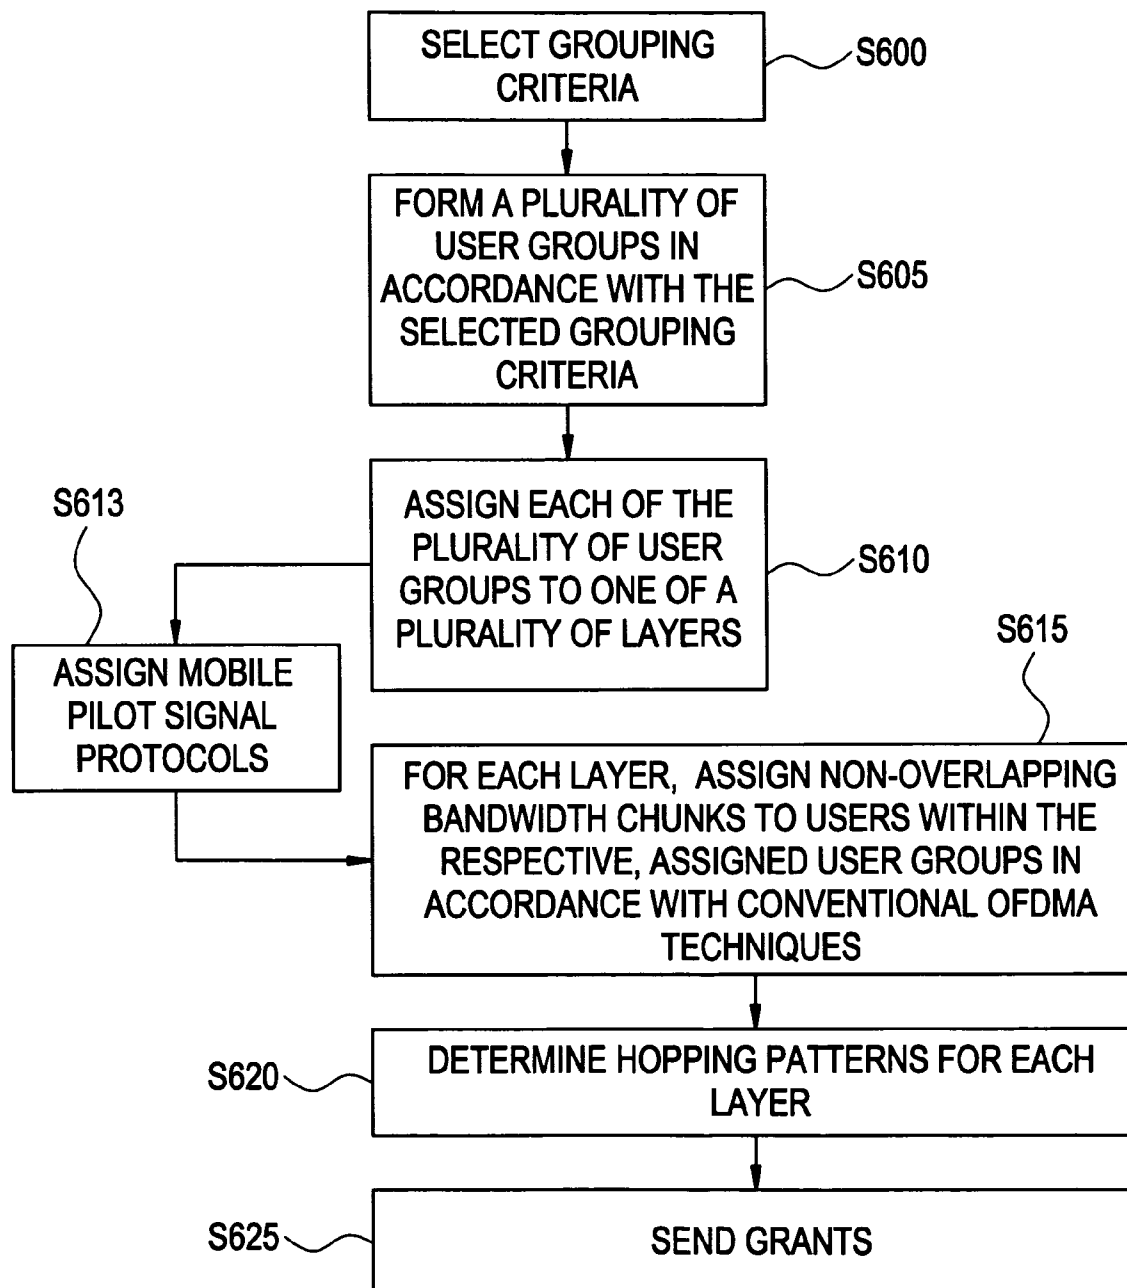 SELECT GROUPING
CRITERIA
S600
FORM A PLURALITY OF
USER GROUPS IN
ACCORDANCE WITH THE
SELECTED GROUPING
CRITERIA
S605
ASSIGN EACH OF THE
PLURALITY OF USER
GROUPS TO ONE OF A
PLURALITY OF LAYERS
S610
S613
ASSIGN MOBILE
PILOT SIGNAL
PROTOCOLS
S615
FOR EACH LAYER, ASSIGN NON-OVERLAPPING
BANDWIDTH CHUNKS TO USERS WITHIN THE
RESPECTIVE, ASSIGNED USER GROUPS IN
ACCORDANCE WITH CONVENTIONAL OFDMA
TECHNIQUES
S620
DETERMINE HOPPING PATTERNS FOR EACH
LAYER
S625
SEND GRANTS